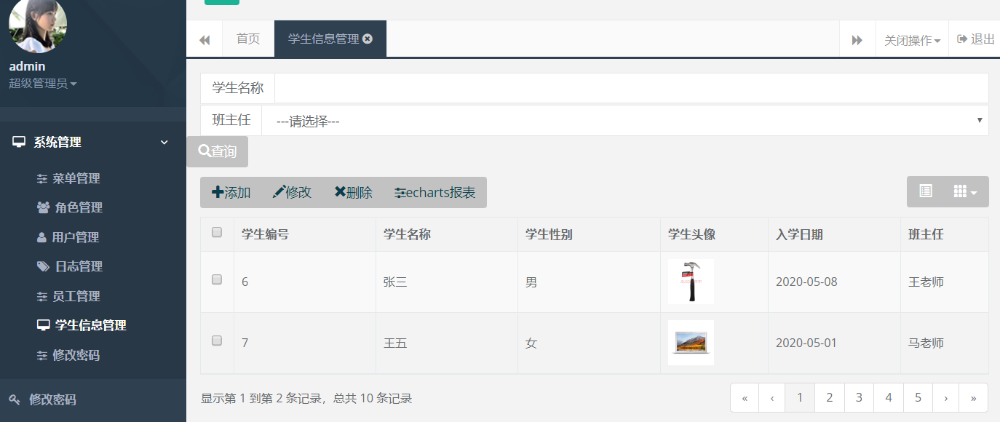 admin
超级管理员
系统管理
菜单管理
角色管理
用户管理
日志管理
员工管理
学生信息管理
修改密码
修改密码
首页
学生信息管理
关闭操作
退出
学生名称
班主任
---请选择---
查询
添加 修改 删除 echarts报表
学生编号 学生名称 学生性别 学生头像 入学日期 班主任
6 张三 男 2020-05-08 王老师
7 王五 女 2020-05-01 马老师
显示第 1 到第 2 条记录，总共 10 条记录
« ‹ 1 2 3 4 5 › »